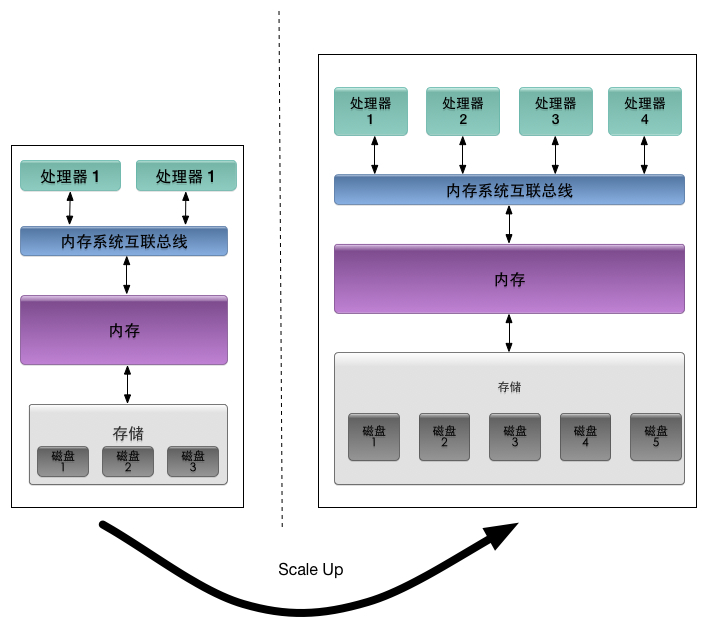 处理器 1
处理器 1
内存系统互联总线
内存
存储
磁盘
1
磁盘
2
磁盘
3
处理器
1
处理器
2
处理器
3
处理器
4
内存系统互联总线
内存
存储
磁盘
1
磁盘
2
磁盘
3
磁盘
4
磁盘
5
Scale Up